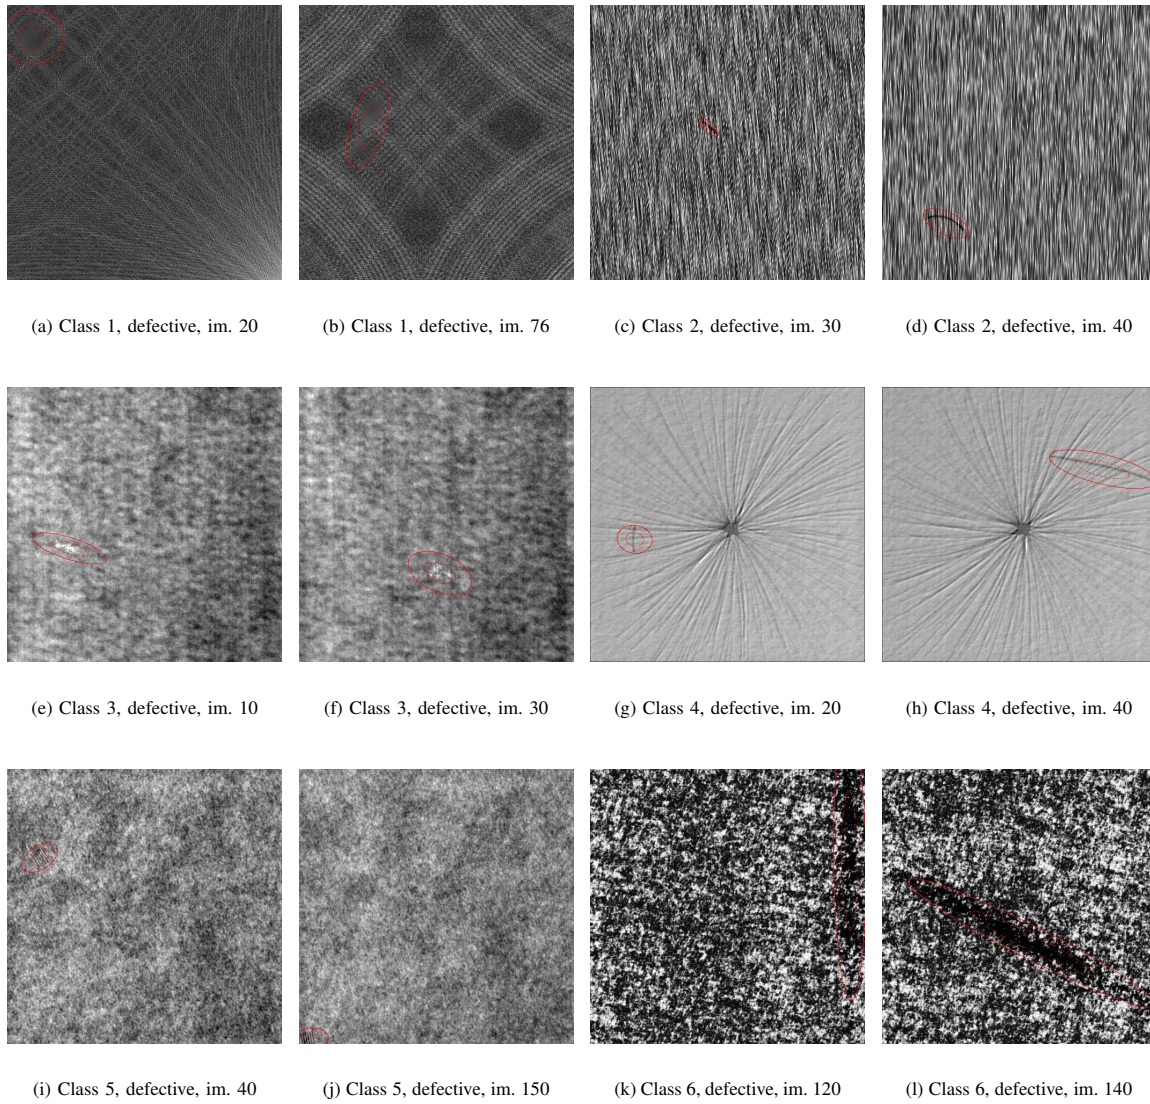 (a) Class 1, defective, im. 20
(b) Class 1, defective, im. 76
(c) Class 2, defective, im. 30
(d) Class 2, defective, im. 40
(e) Class 3, defective, im. 10
(f) Class 3, defective, im. 30
(g) Class 4, defective, im. 20
(h) Class 4, defective, im. 40
(i) Class 5, defective, im. 40
(j) Class 5, defective, im. 150
(k) Class 6, defective, im. 120
(l) Class 6, defective, im. 140